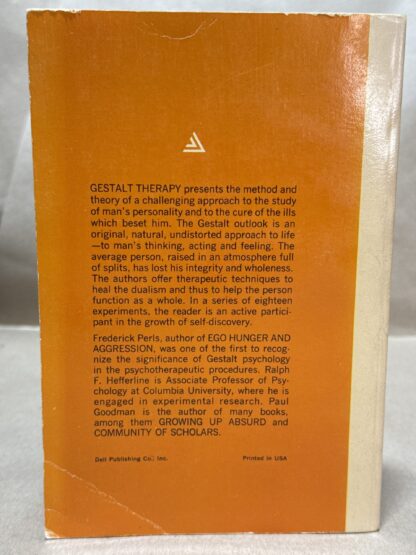 GESTALT THERAPY presents the method and
theory of a challenging approach to the study
of man's personality and to the cure of the ills
which beset him. The Gestalt outlook is an
original, natural, undistorted approach to life
—to man's thinking, acting and feeling. The
average person, raised in an atmosphere full
of splits, has lost his integrity and wholeness.
The authors offer therapeutic techniques to
heal the dualism and thus to help the person
function as a whole. In a series of eighteen
experiments, the reader is an active partici-
pant in the growth of self-discovery.
Frederick Perls, author of EGO HUNGER AND
AGGRESSION, was one of the first to recog-
nize the significance of Gestalt psychology
in the psychotherapeutic procedures. Ralph
F. Hefferline is Associate Professor of Psy-
chology at Columbia University, where he is
engaged in experimental research. Paul
Goodman is the author of many books,
among them GROWING UP ABSURD and
COMMUNITY OF SCHOLARS.
Dell Publishing Co., Inc. Printed in USA